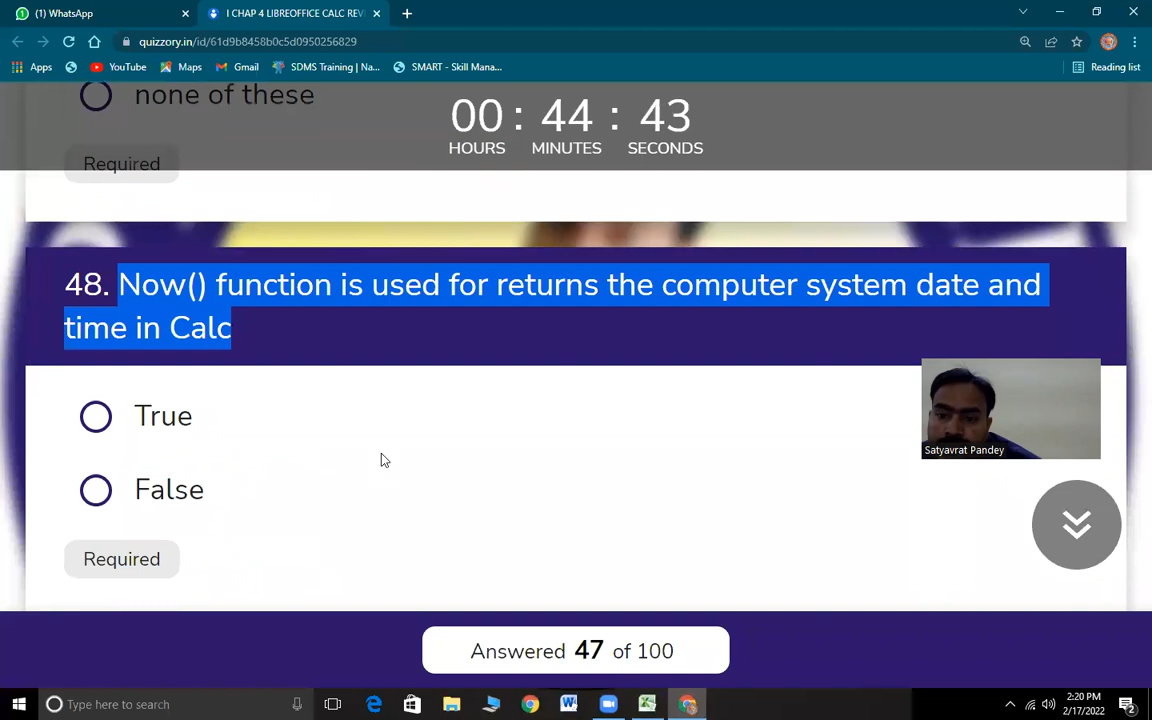 (1) WhatsApp
I CHAP 4 LIBREOFFICE CALC REVI
quizzory.in/id/61d9b8458b0c5d0950256829
Apps
YouTube
Maps
Gmail
SDMS Training | Na...
SMART - Skill Mana...
Reading list
none of these
00 : 44 : 43
HOURS MINUTES SECONDS
Required
48. Now() function is used for returns the computer system date and
time in Calc
True
False
Satyavrat Pandey
Required
Answered 47 of 100
Type here to search
2:20 PM
2/17/2022
2